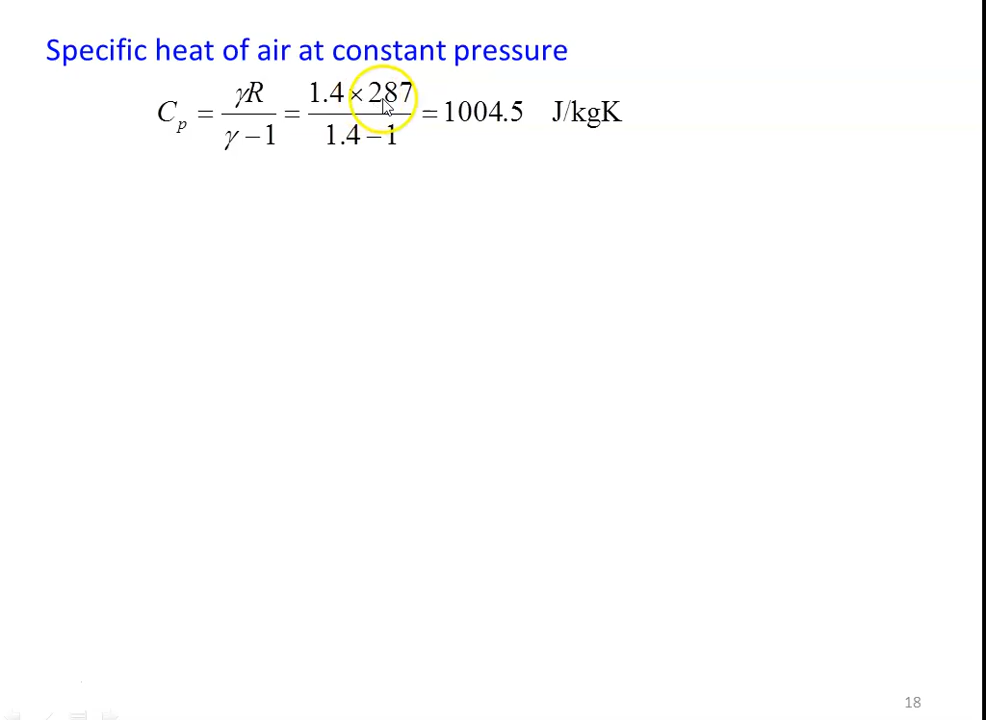 Specific heat of air at constant pressure
C_p = γR / (γ − 1) = (1.4 × 287) / (1.4 − 1) = 1004.5 J/kgK
18